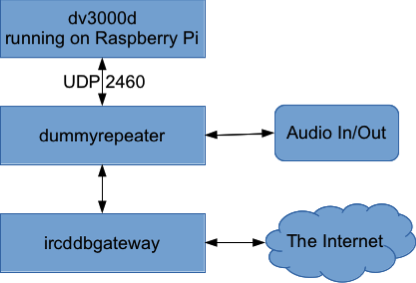 dv3000d
running on Raspberry Pi
UDP 2460
dummyrepeater
Audio In/Out
ircddbgateway
The Internet